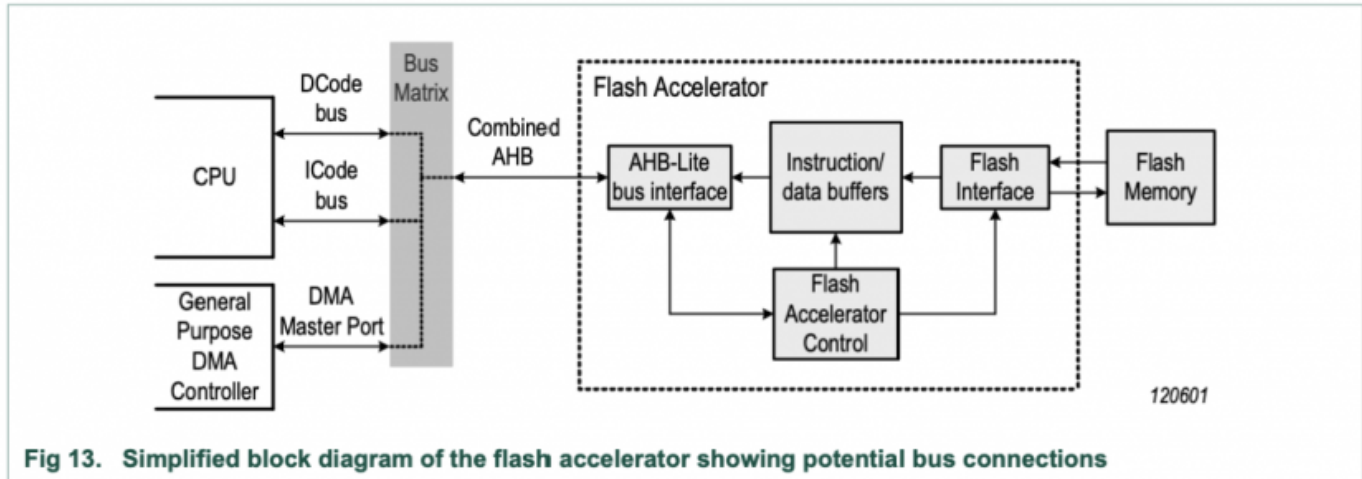 Bus
Matrix
DCode
bus
Flash Accelerator
Combined
AHB
CPU
ICode
bus
AHB-Lite
bus interface
Instruction/
data buffers
Flash
Interface
Flash
Memory
General
Purpose
DMA
Controller
DMA
Master Port
Flash
Accelerator
Control
120601
Fig 13. Simplified block diagram of the flash accelerator showing potential bus connections